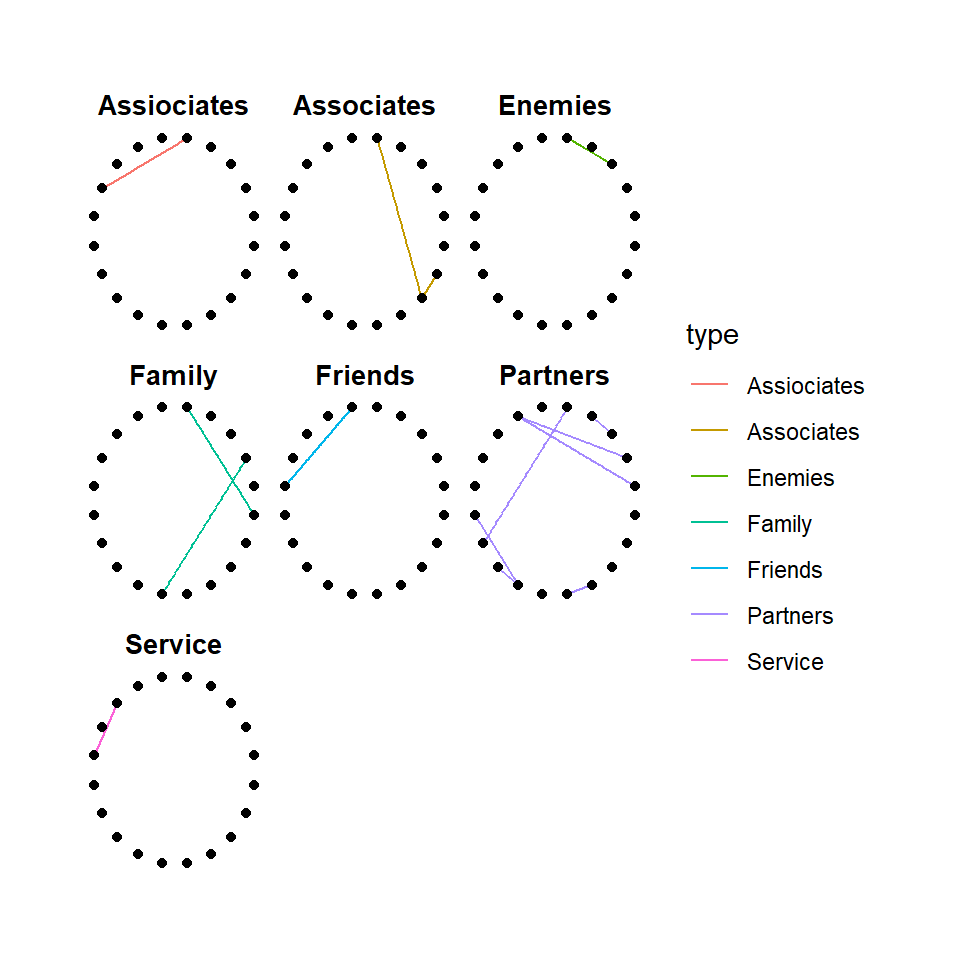 Assiociates
Associates
Enemies
Family
Friends
Partners
Service
type
Assiociates
Associates
Enemies
Family
Friends
Partners
Service